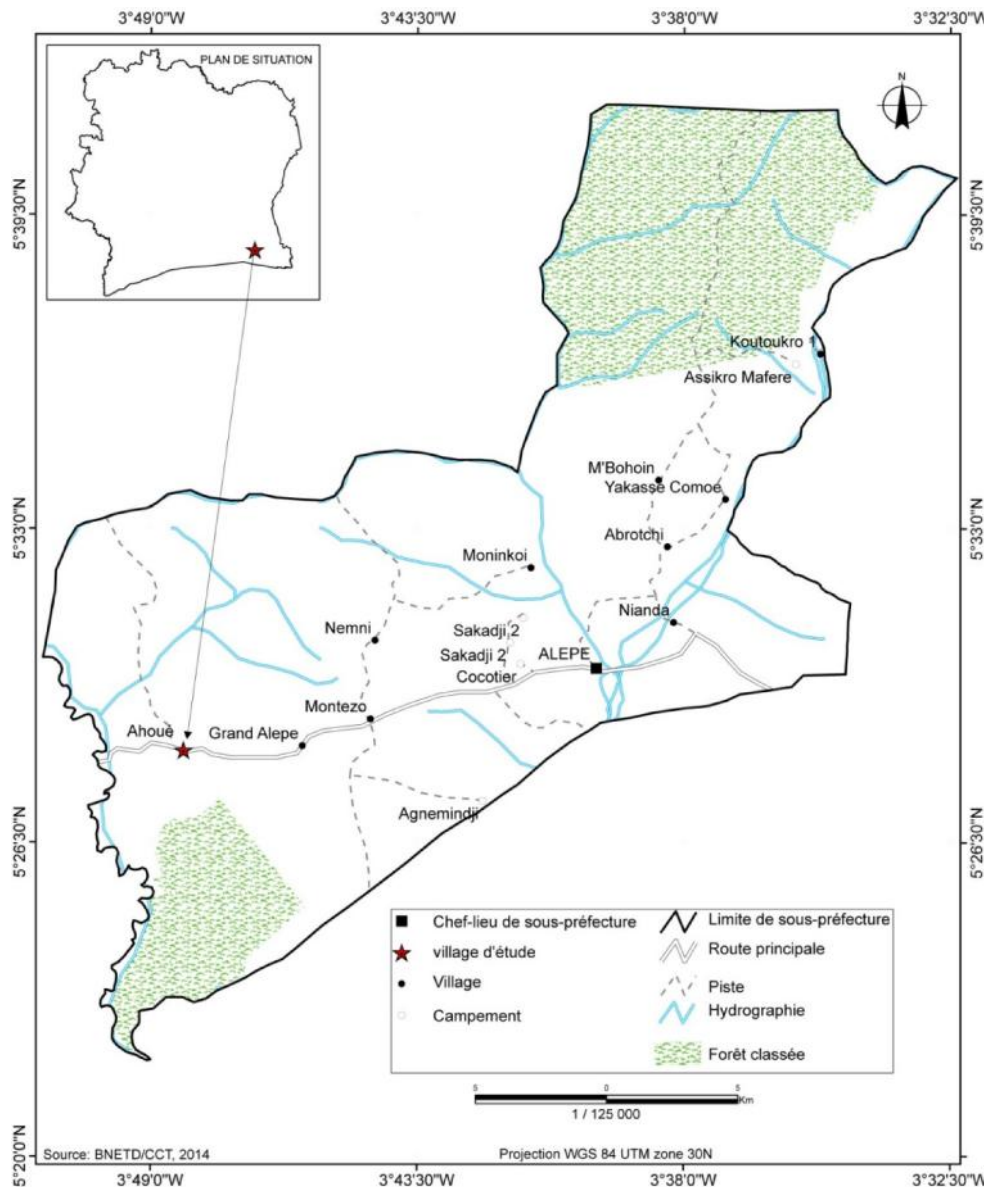 3°49'0"W 3°43'30"W 3°38'0"W 3°32'30"W
PLAN DE SITUATION
N
5°39'30"N 5°39'30"N
Koutoukro 1
Assikro Mafere
M'Bohoin
Yakasse Comoe
5°33'0"N 5°33'0"N
Abrotchi
Moninkoi
Nianda
Nemni
Sakadji 2
Sakadji 2
ALEPE
Cocotier
Montezo
Ahouè
Grand Alepe
Agnemindji
5°26'30"N 5°26'30"N
Chef-lieu de sous-préfecture
village d'étude
Village
Campement
Limite de sous-préfecture
Route principale
Piste
Hydrographie
Forêt classée
5 0 5
Km
1 / 125 000
5°20'0"N 5°20'0"N
Source: BNETD/CCT, 2014
Projection WGS 84 UTM zone 30N
3°49'0"W 3°43'30"W 3°38'0"W 3°32'30"W